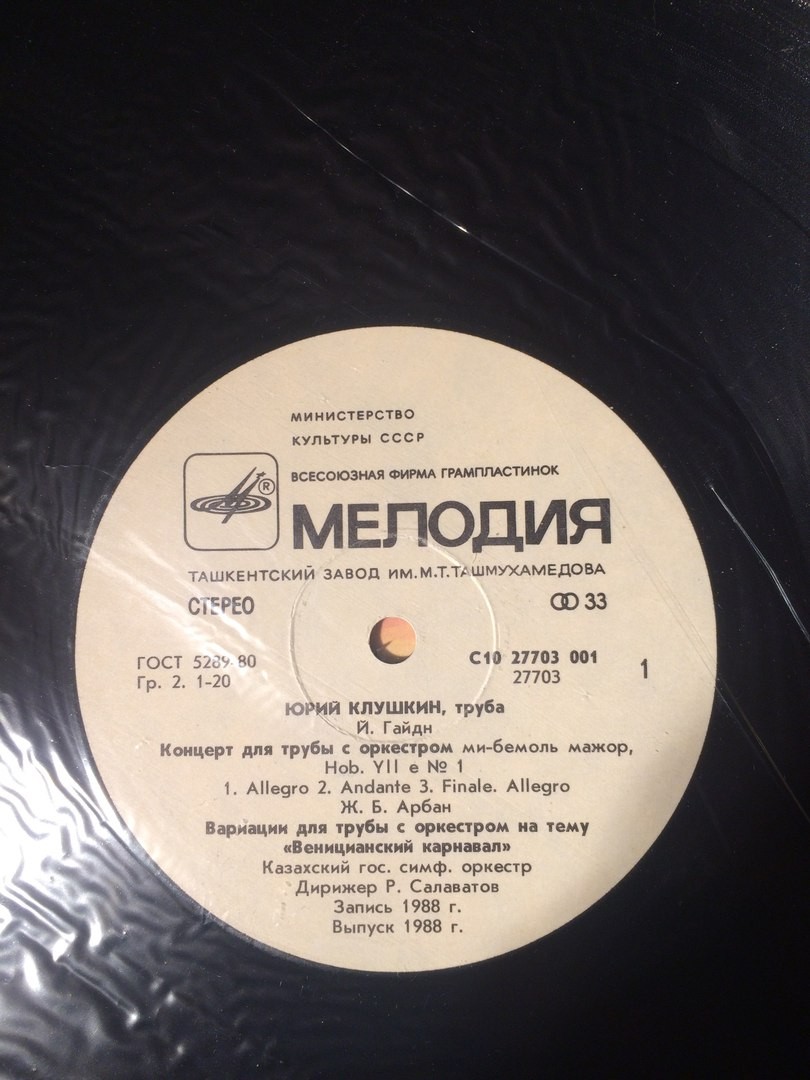 МИНИСТЕРСТВО
КУЛЬТУРЫ СССР
ВСЕСОЮЗНАЯ ФИРМА ГРАМПЛАСТИНОК
®
МЕЛОДИЯ
ТАШКЕНТСКИЙ ЗАВОД ИМ.М.Т.ТАШМУХАМЕДОВА
СТЕРЕО 33
ГОСТ 5289-80 С10 27703 001
Гр. 2. 1-20 27703 1
ЮРИЙ КЛУШКИН, труба
Й. Гайдн
Концерт для трубы с оркестром ми-бемоль мажор,
Hob. YII e № 1
1. Allegro 2. Andante 3. Finale. Allegro
Ж. Б. Арбан
Вариации для трубы с оркестром на тему
«Веницианский карнавал»
Казахский гос. симф. оркестр
Дирижер Р. Салаватов
Запись 1988 г.
Выпуск 1988 г.